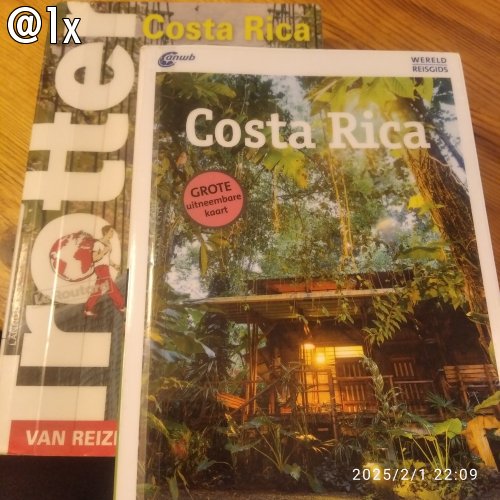 @1x
Costa Rica
trotter
VAN REIZI
anwb
WERELD
REISGIDS
Costa Rica
GROTE
uitneembare
kaart
2025/2/1 22:09